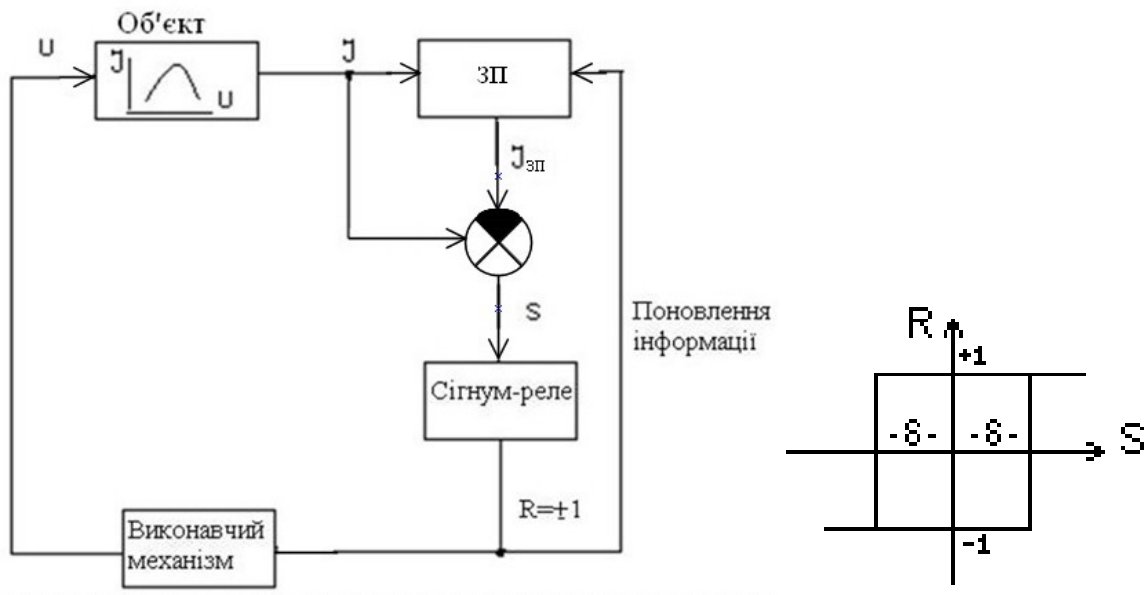 Об'єкт
U
J
U
J
ЗП
Jзп
S
Поновлення
інформації
Сігнум-реле
R=±1
Виконавчий
механізм
R
+1
-δ-
-δ-
S
-1